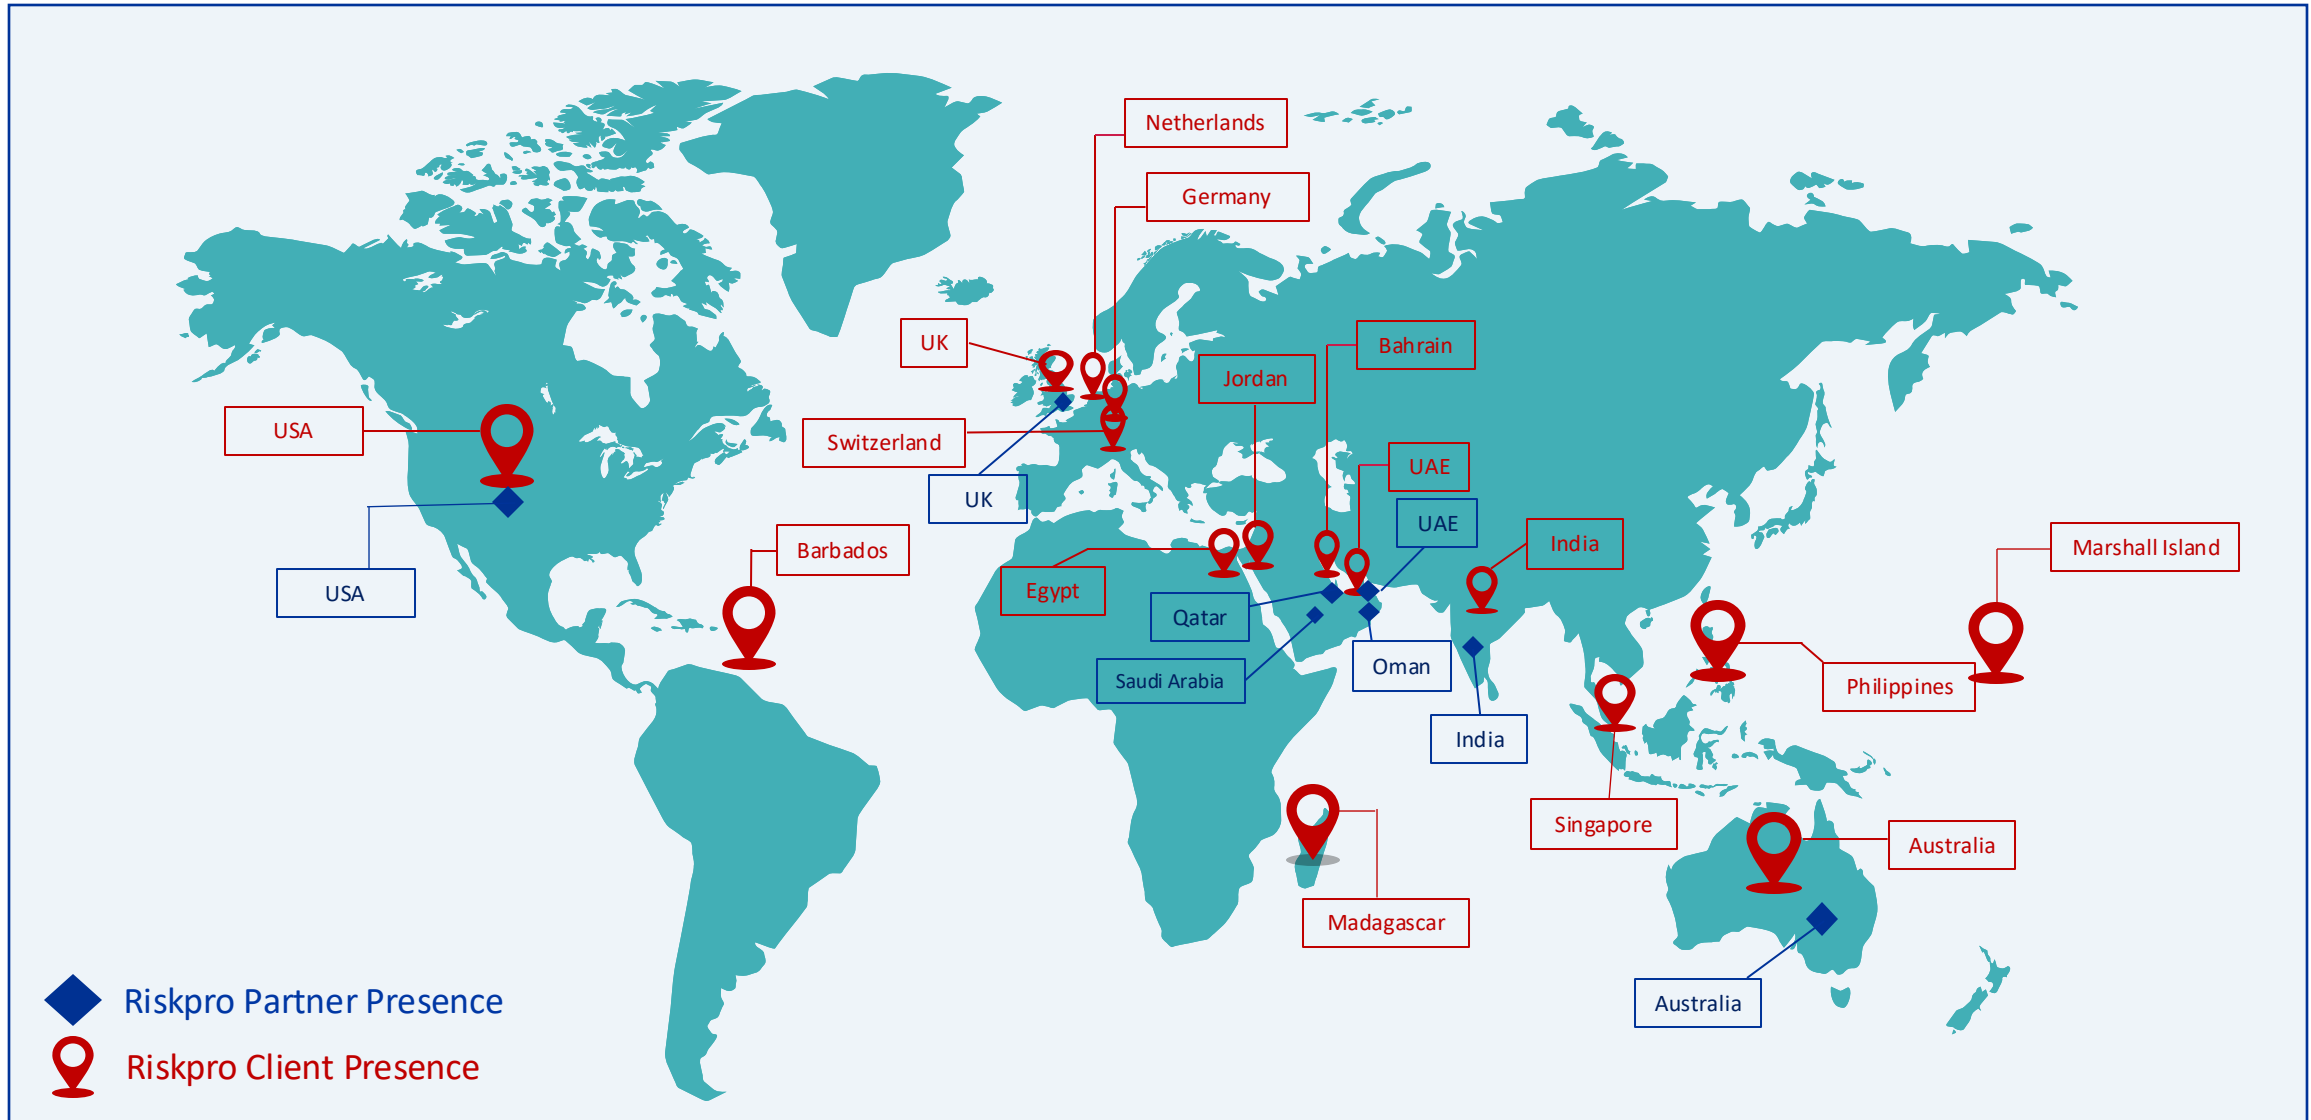 Netherlands
Germany
UK
Bahrain
Jordan
USA
Switzerland
UAE
UK
UAE
Barbados
India
Marshall Island
USA
Egypt
Qatar
Oman
Saudi Arabia
Philippines
India
Singapore
Australia
Madagascar
Australia
Riskpro Partner Presence
Riskpro Client Presence